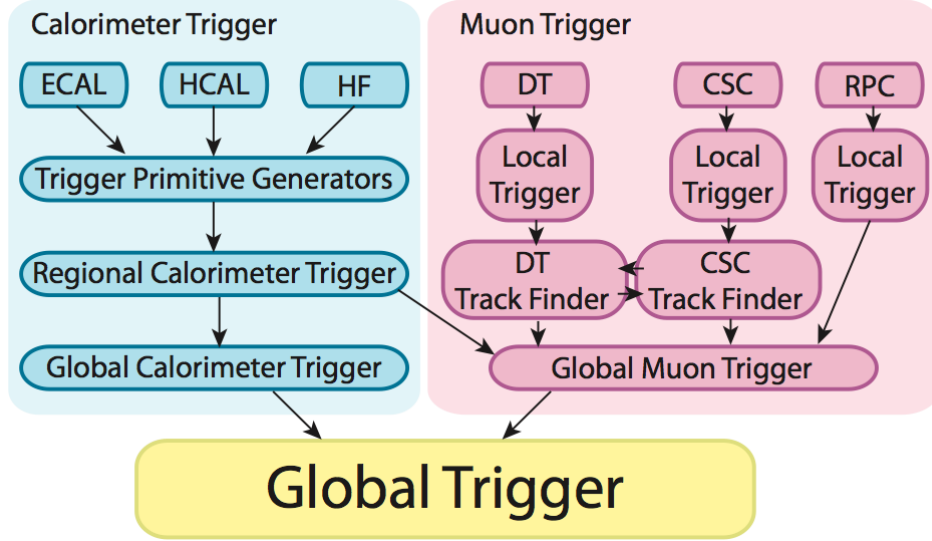 Calorimeter Trigger
Muon Trigger
ECAL
HCAL
HF
DT
CSC
RPC
Trigger Primitive Generators
Local
Trigger
Local
Trigger
Local
Trigger
Regional Calorimeter Trigger
DT
Track Finder
CSC
Track Finder
Global Calorimeter Trigger
Global Muon Trigger
Global Trigger